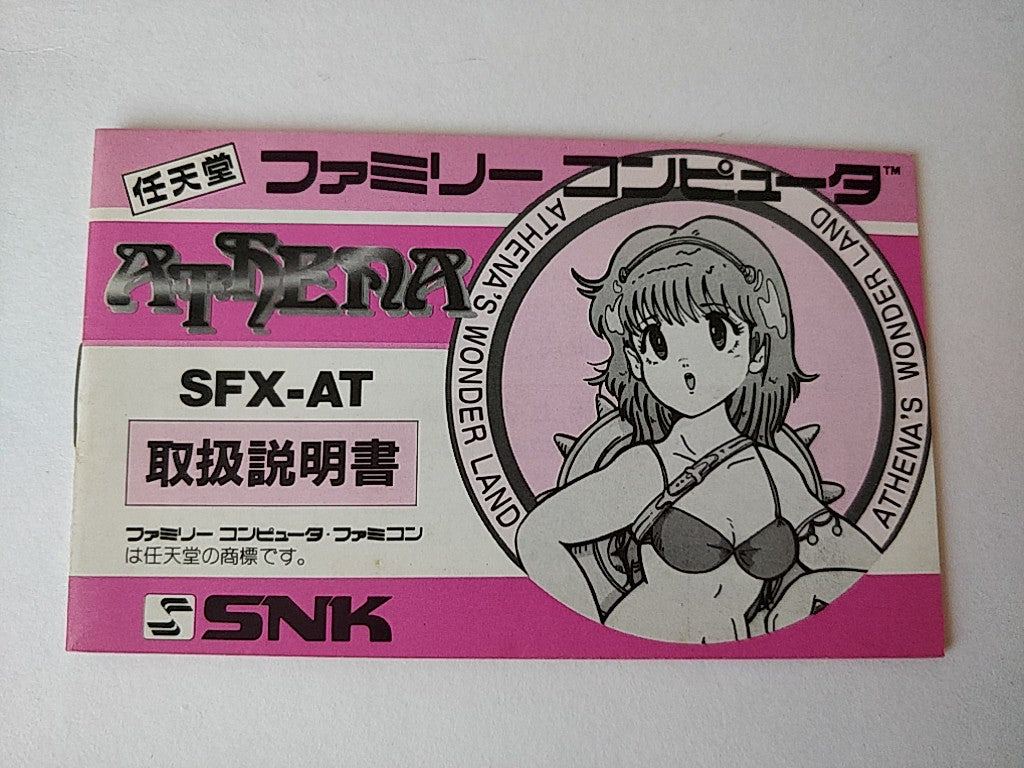 任天堂 ファミリー コンピュータ™
ATHENA
SFX-AT
取扱説明書
ファミリー コンピュータ・ファミコン
は任天堂の商標です。
S SNK
ATHENA'S WONDER LAND
ATHENA'S WONDER LAND